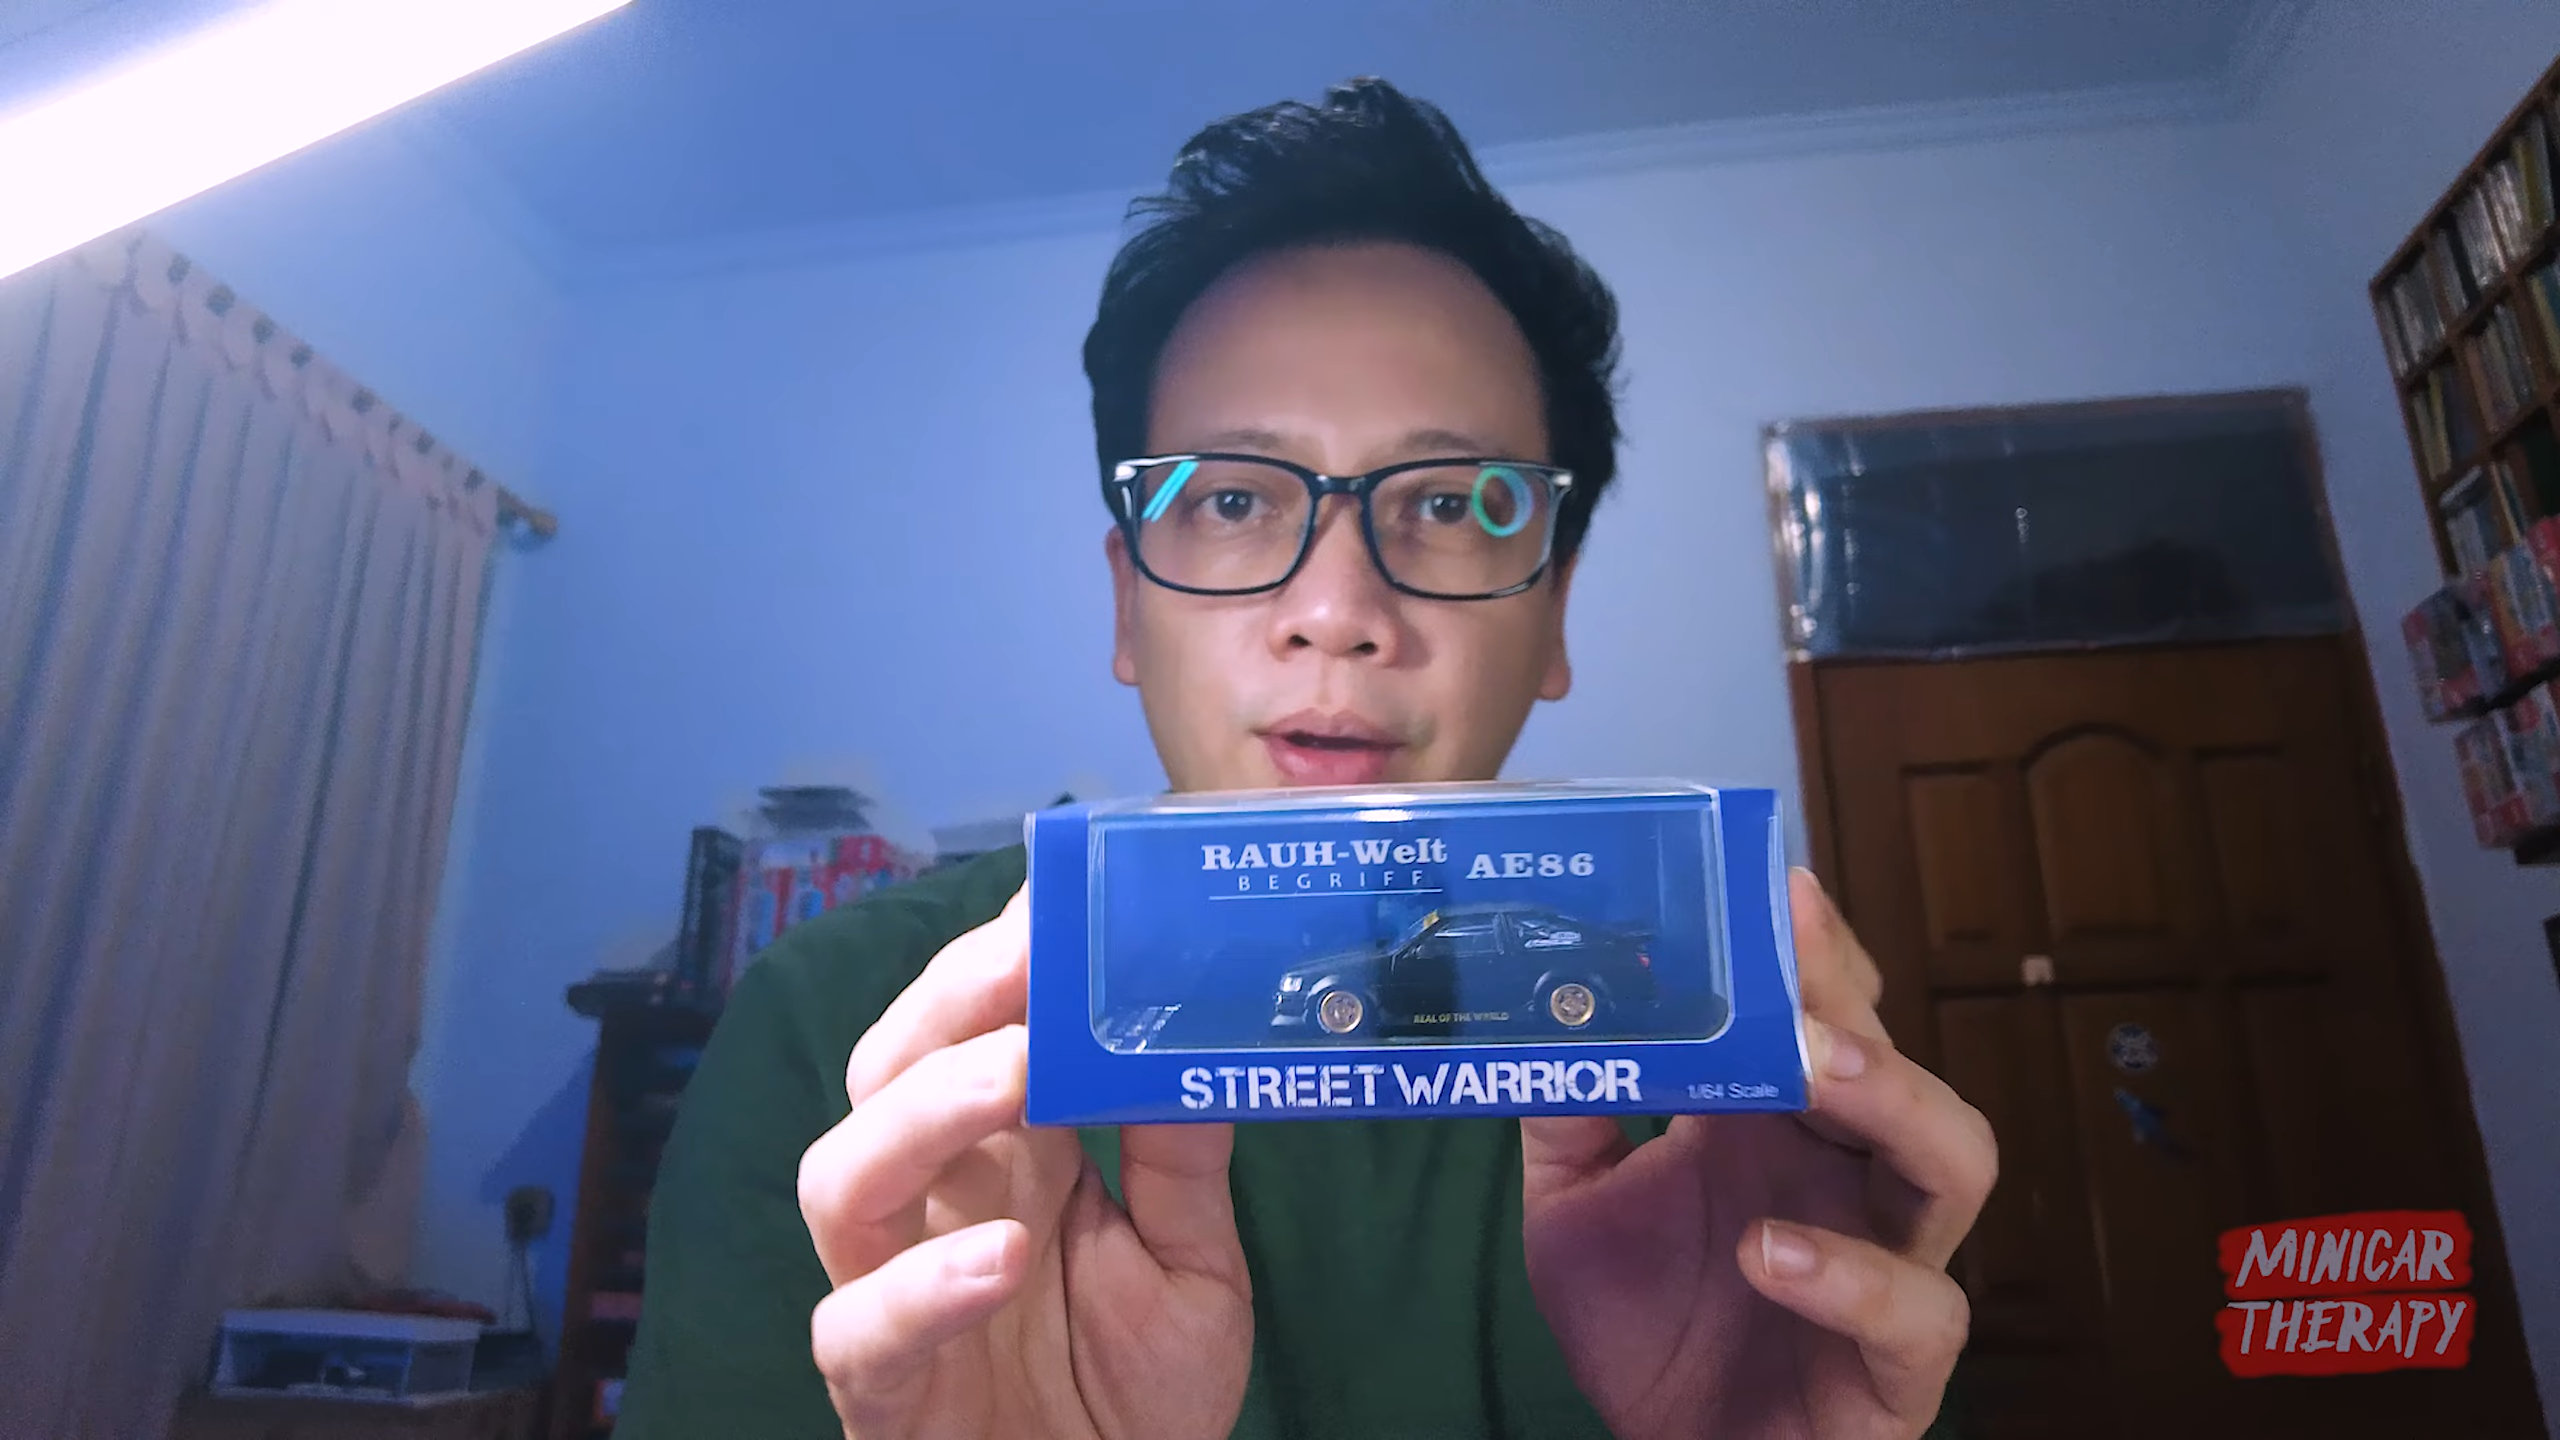 RAUH-Welt
BEGRIFF
AE86
REAL OF THE WORLD
STREET WARRIOR
1/64 Scale
MINICAR
THERAPY